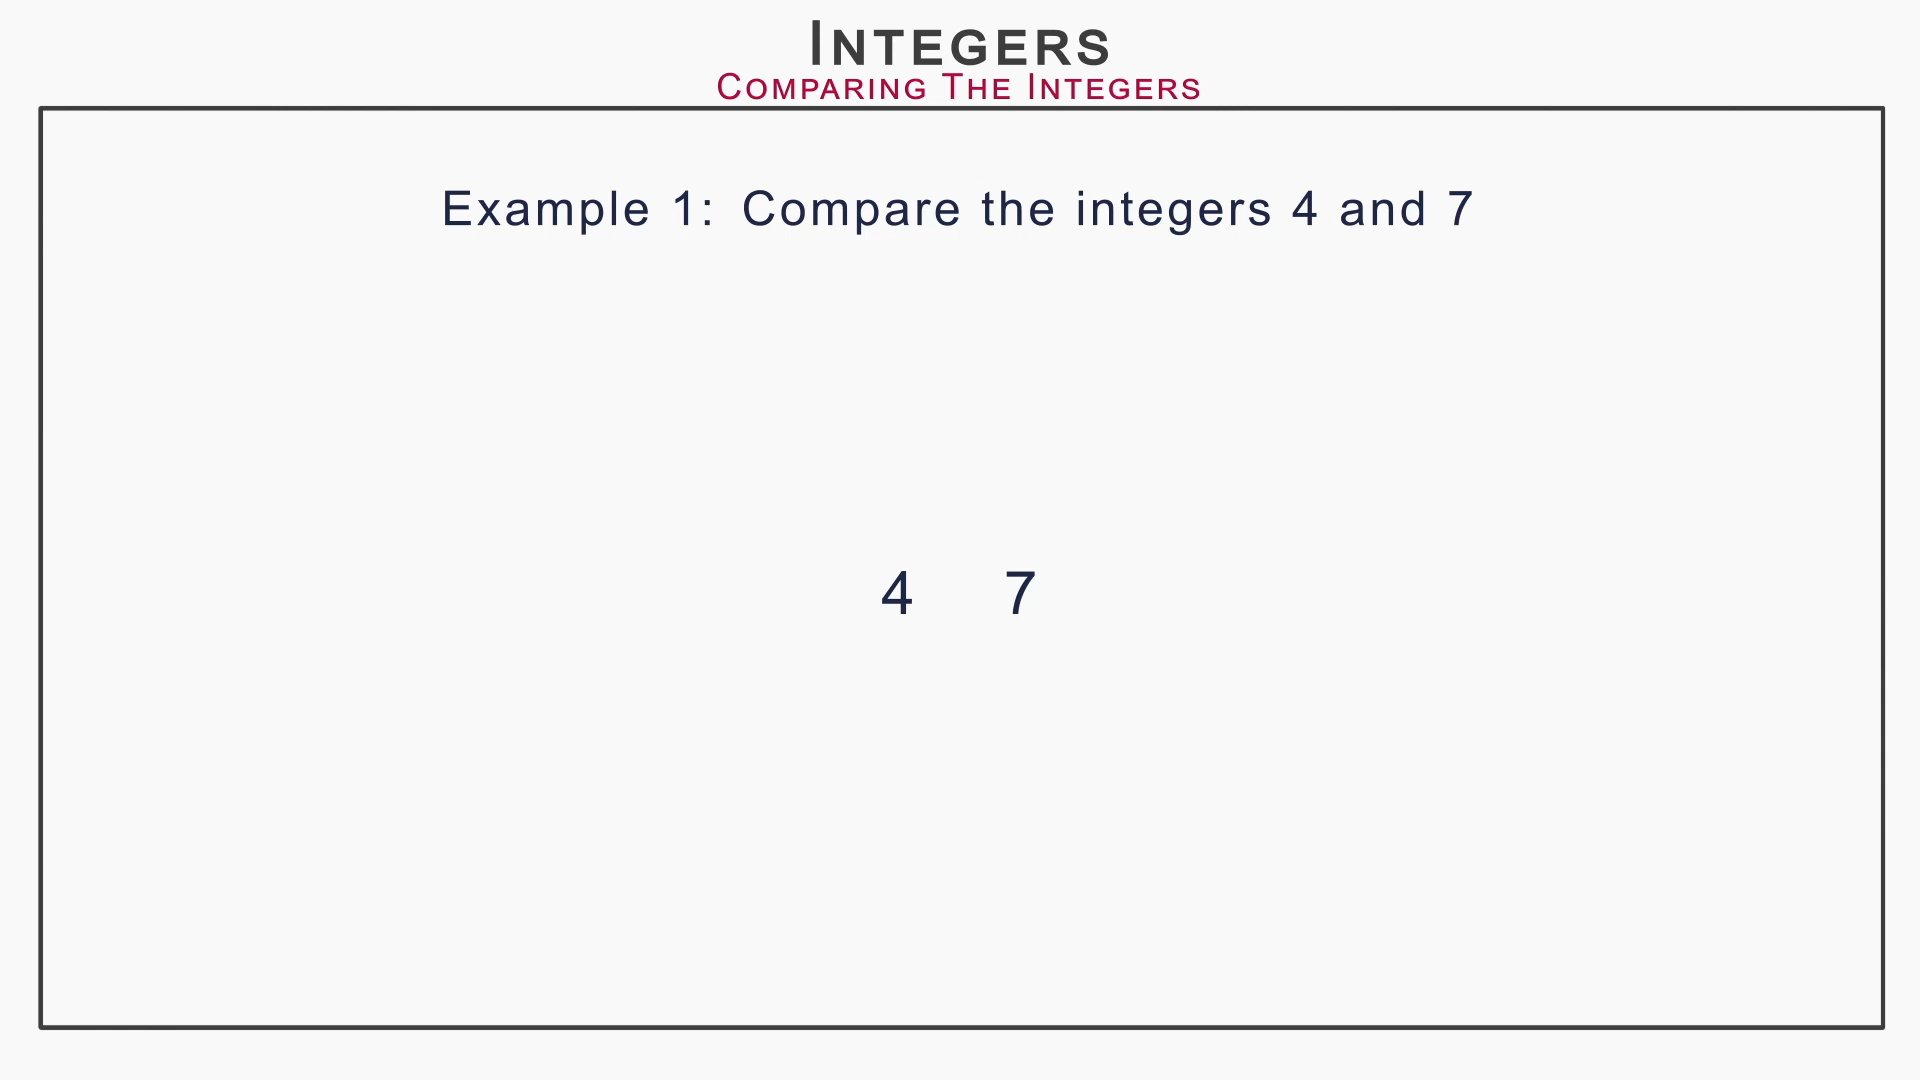 Integers
Comparing The Integers
Example 1: Compare the integers 4 and 7
4 7